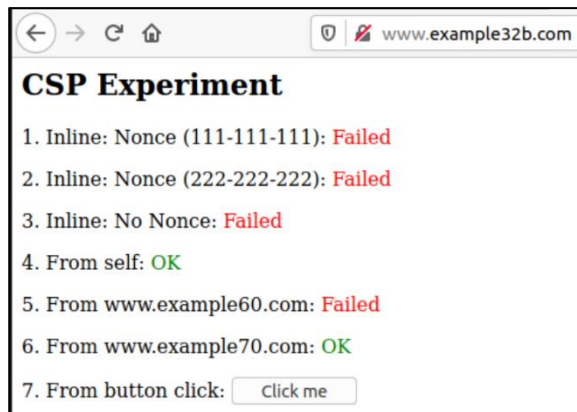 www.example32b.com
CSP Experiment
1. Inline: Nonce (111-111-111): Failed
2. Inline: Nonce (222-222-222): Failed
3. Inline: No Nonce: Failed
4. From self: OK
5. From www.example60.com: Failed
6. From www.example70.com: OK
7. From button click: Click me